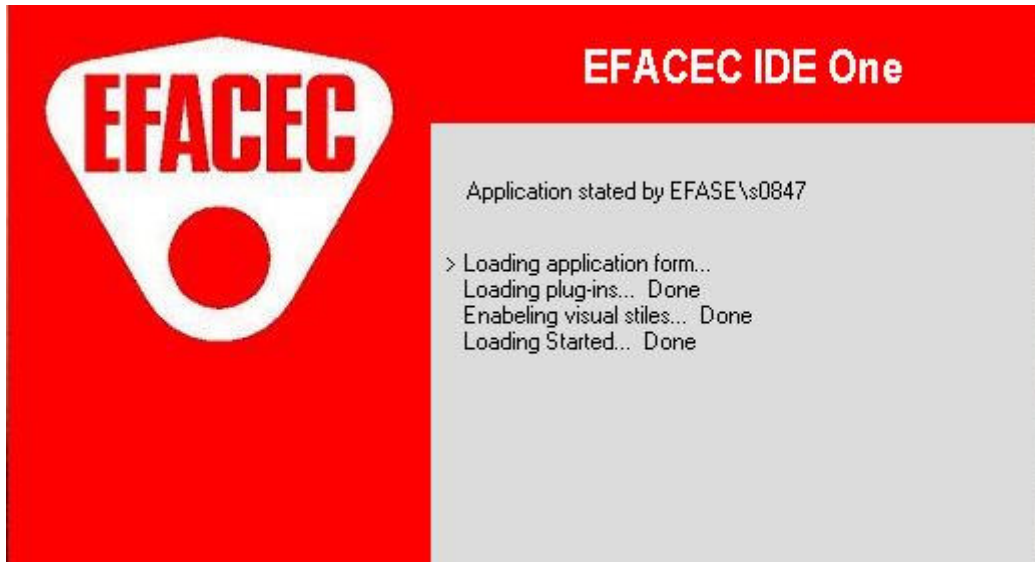 EFACEC
EFACEC IDE One
Application stated by EFASE\s0847
> Loading application form...
Loading plug-ins... Done
Enabeling visual stiles... Done
Loading Started... Done